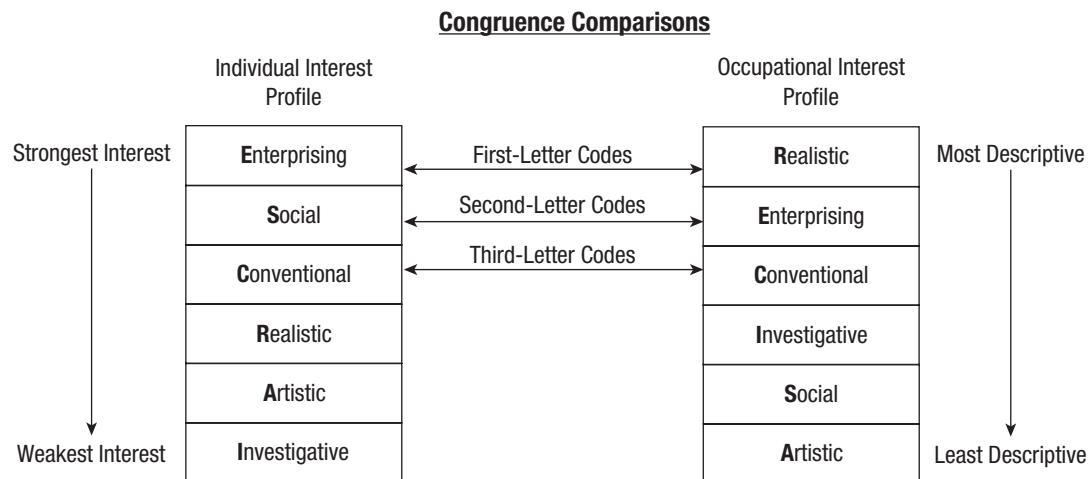 Congruence Comparisons
Individual Interest
Profile
Occupational Interest
Profile
Strongest Interest
Enterprising
First-Letter Codes
Realistic
Most Descriptive
Social
Second-Letter Codes
Enterprising
Conventional
Third-Letter Codes
Conventional
Realistic
Investigative
Artistic
Social
Weakest Interest
Investigative
Artistic
Least Descriptive